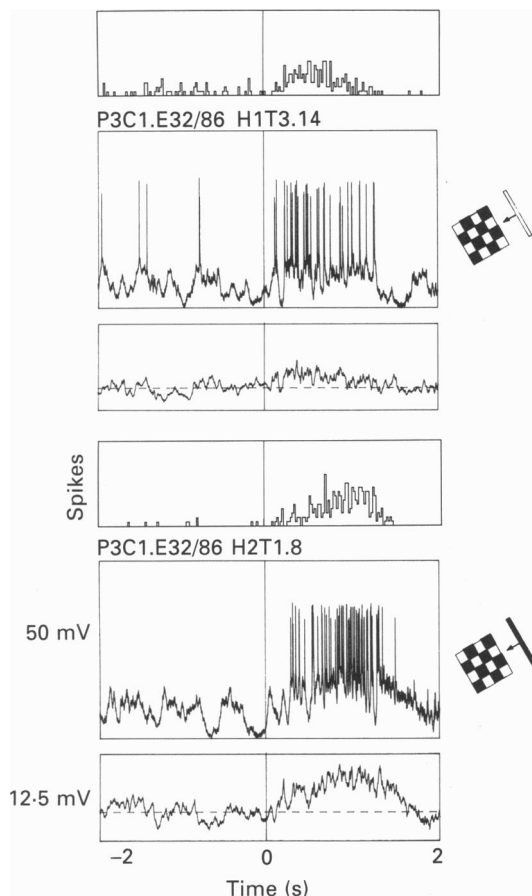 P3C1.E32/86 H1T3.14
Spikes
P3C1.E32/86 H2T1.8
50 mV
12·5 mV
−2 0 2
Time (s)